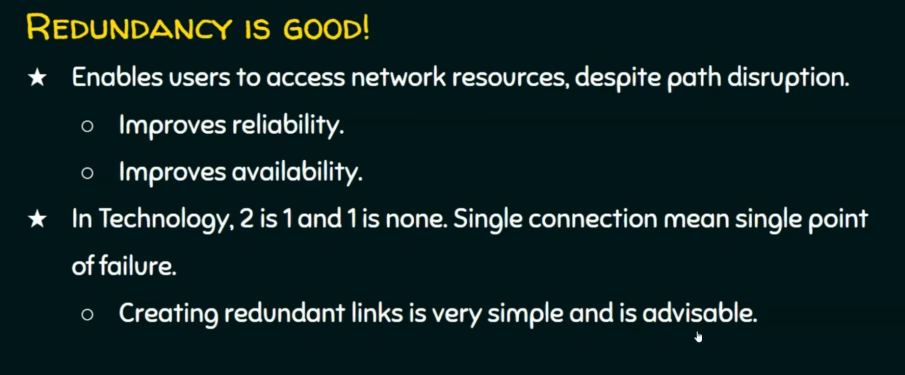 REDUNDANCY IS GOOD!
★ Enables users to access network resources, despite path disruption.
○ Improves reliability.
○ Improves availability.
★ In Technology, 2 is 1 and 1 is none. Single connection mean single point
of failure.
○ Creating redundant links is very simple and is advisable.